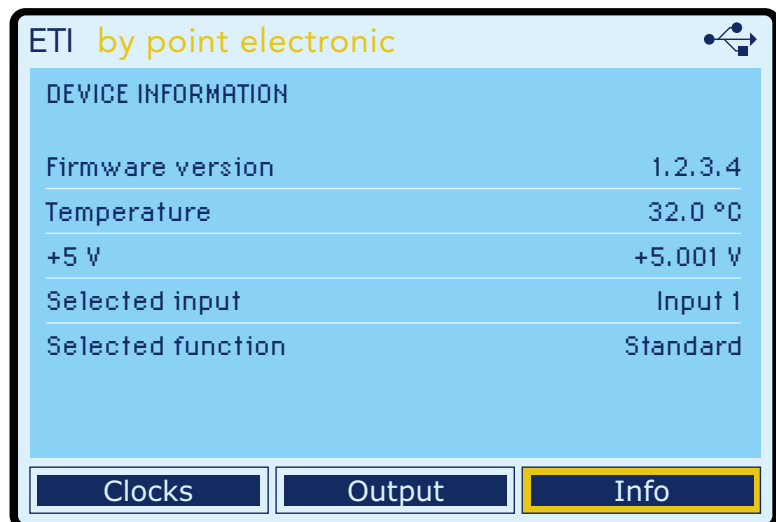 ETI by point electronic
DEVICE INFORMATION
Firmware version 1.2.3.4
Temperature 32.0 °C
+5 V +5.001 V
Selected input Input 1
Selected function Standard
Clocks Output Info